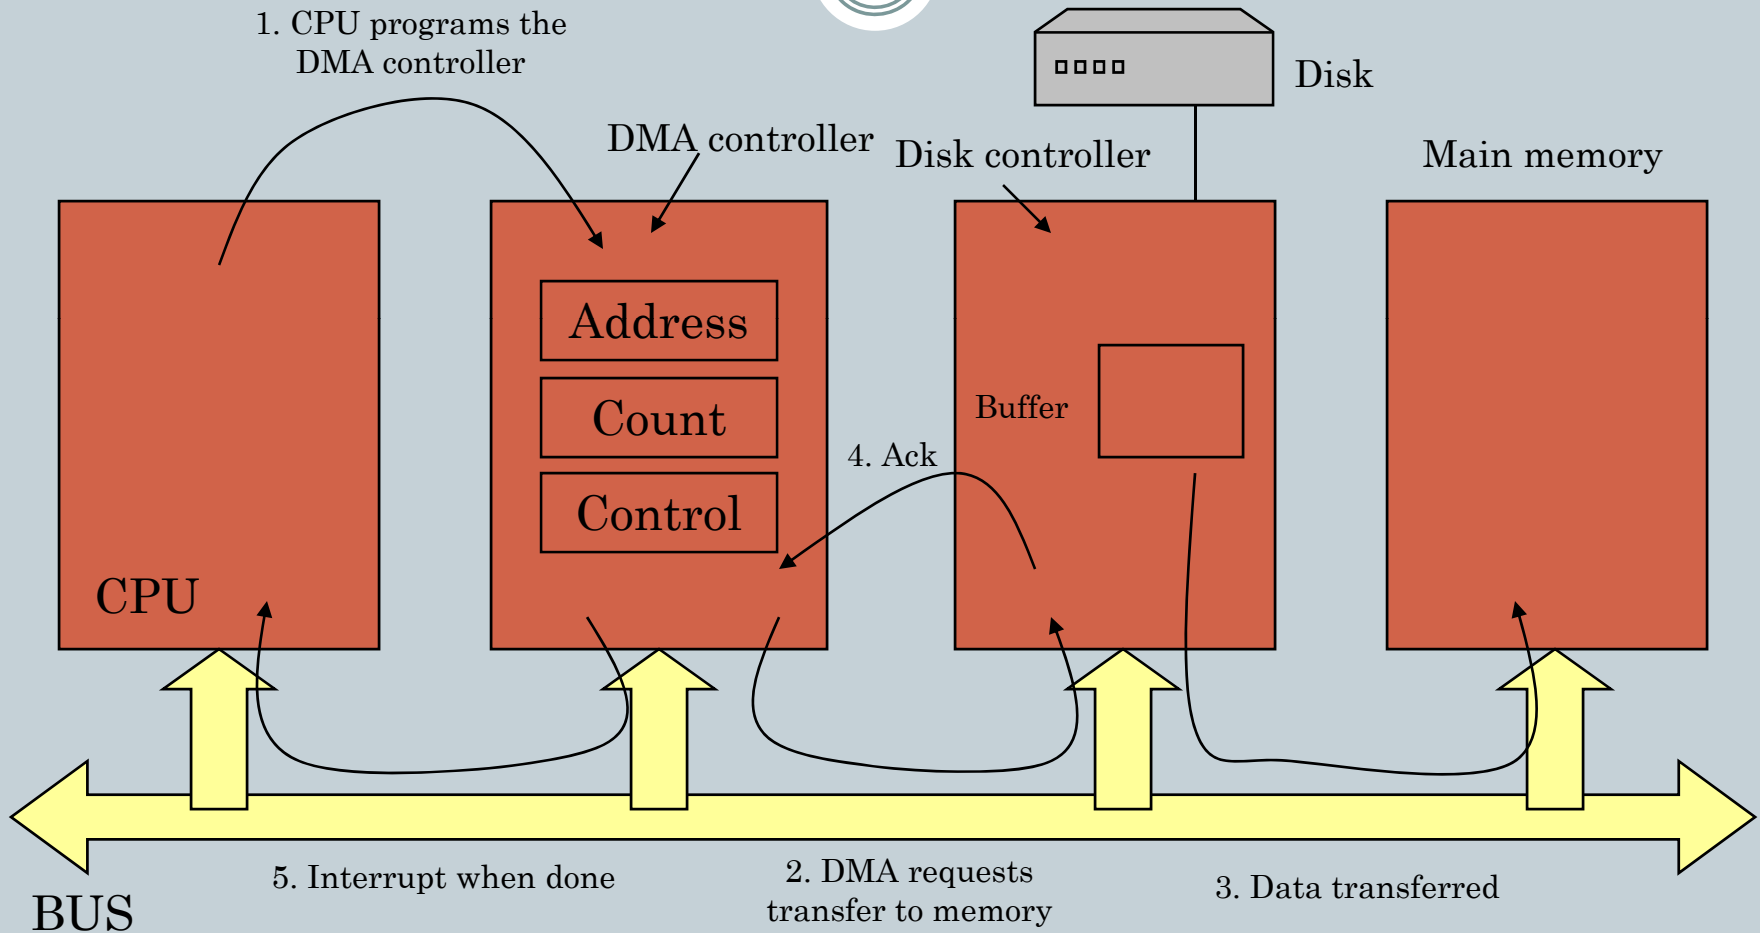 1. CPU programs the
DMA controller
Disk
DMA controller
Disk controller
Main memory
Address
Count
Control
Buffer
4. Ack
CPU
5. Interrupt when done
2. DMA requests
transfer to memory
3. Data transferred
BUS